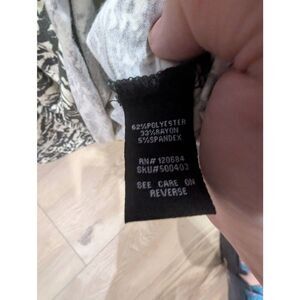 62%POLYESTER
33%RAYON
5%SPANDEX
RN# 120684
SKU#500403
SEE CARE ON
REVERSE